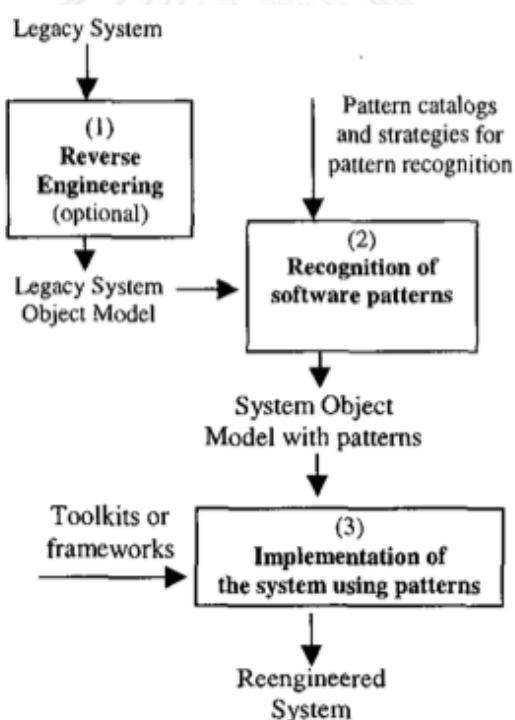 Legacy System
(1)
Reverse
Engineering
(optional)
Pattern catalogs
and strategies for
pattern recognition
Legacy System
Object Model
(2)
Recognition of
software patterns
System Object
Model with patterns
Toolkits or
frameworks
(3)
Implementation of
the system using patterns
Reengineered
System